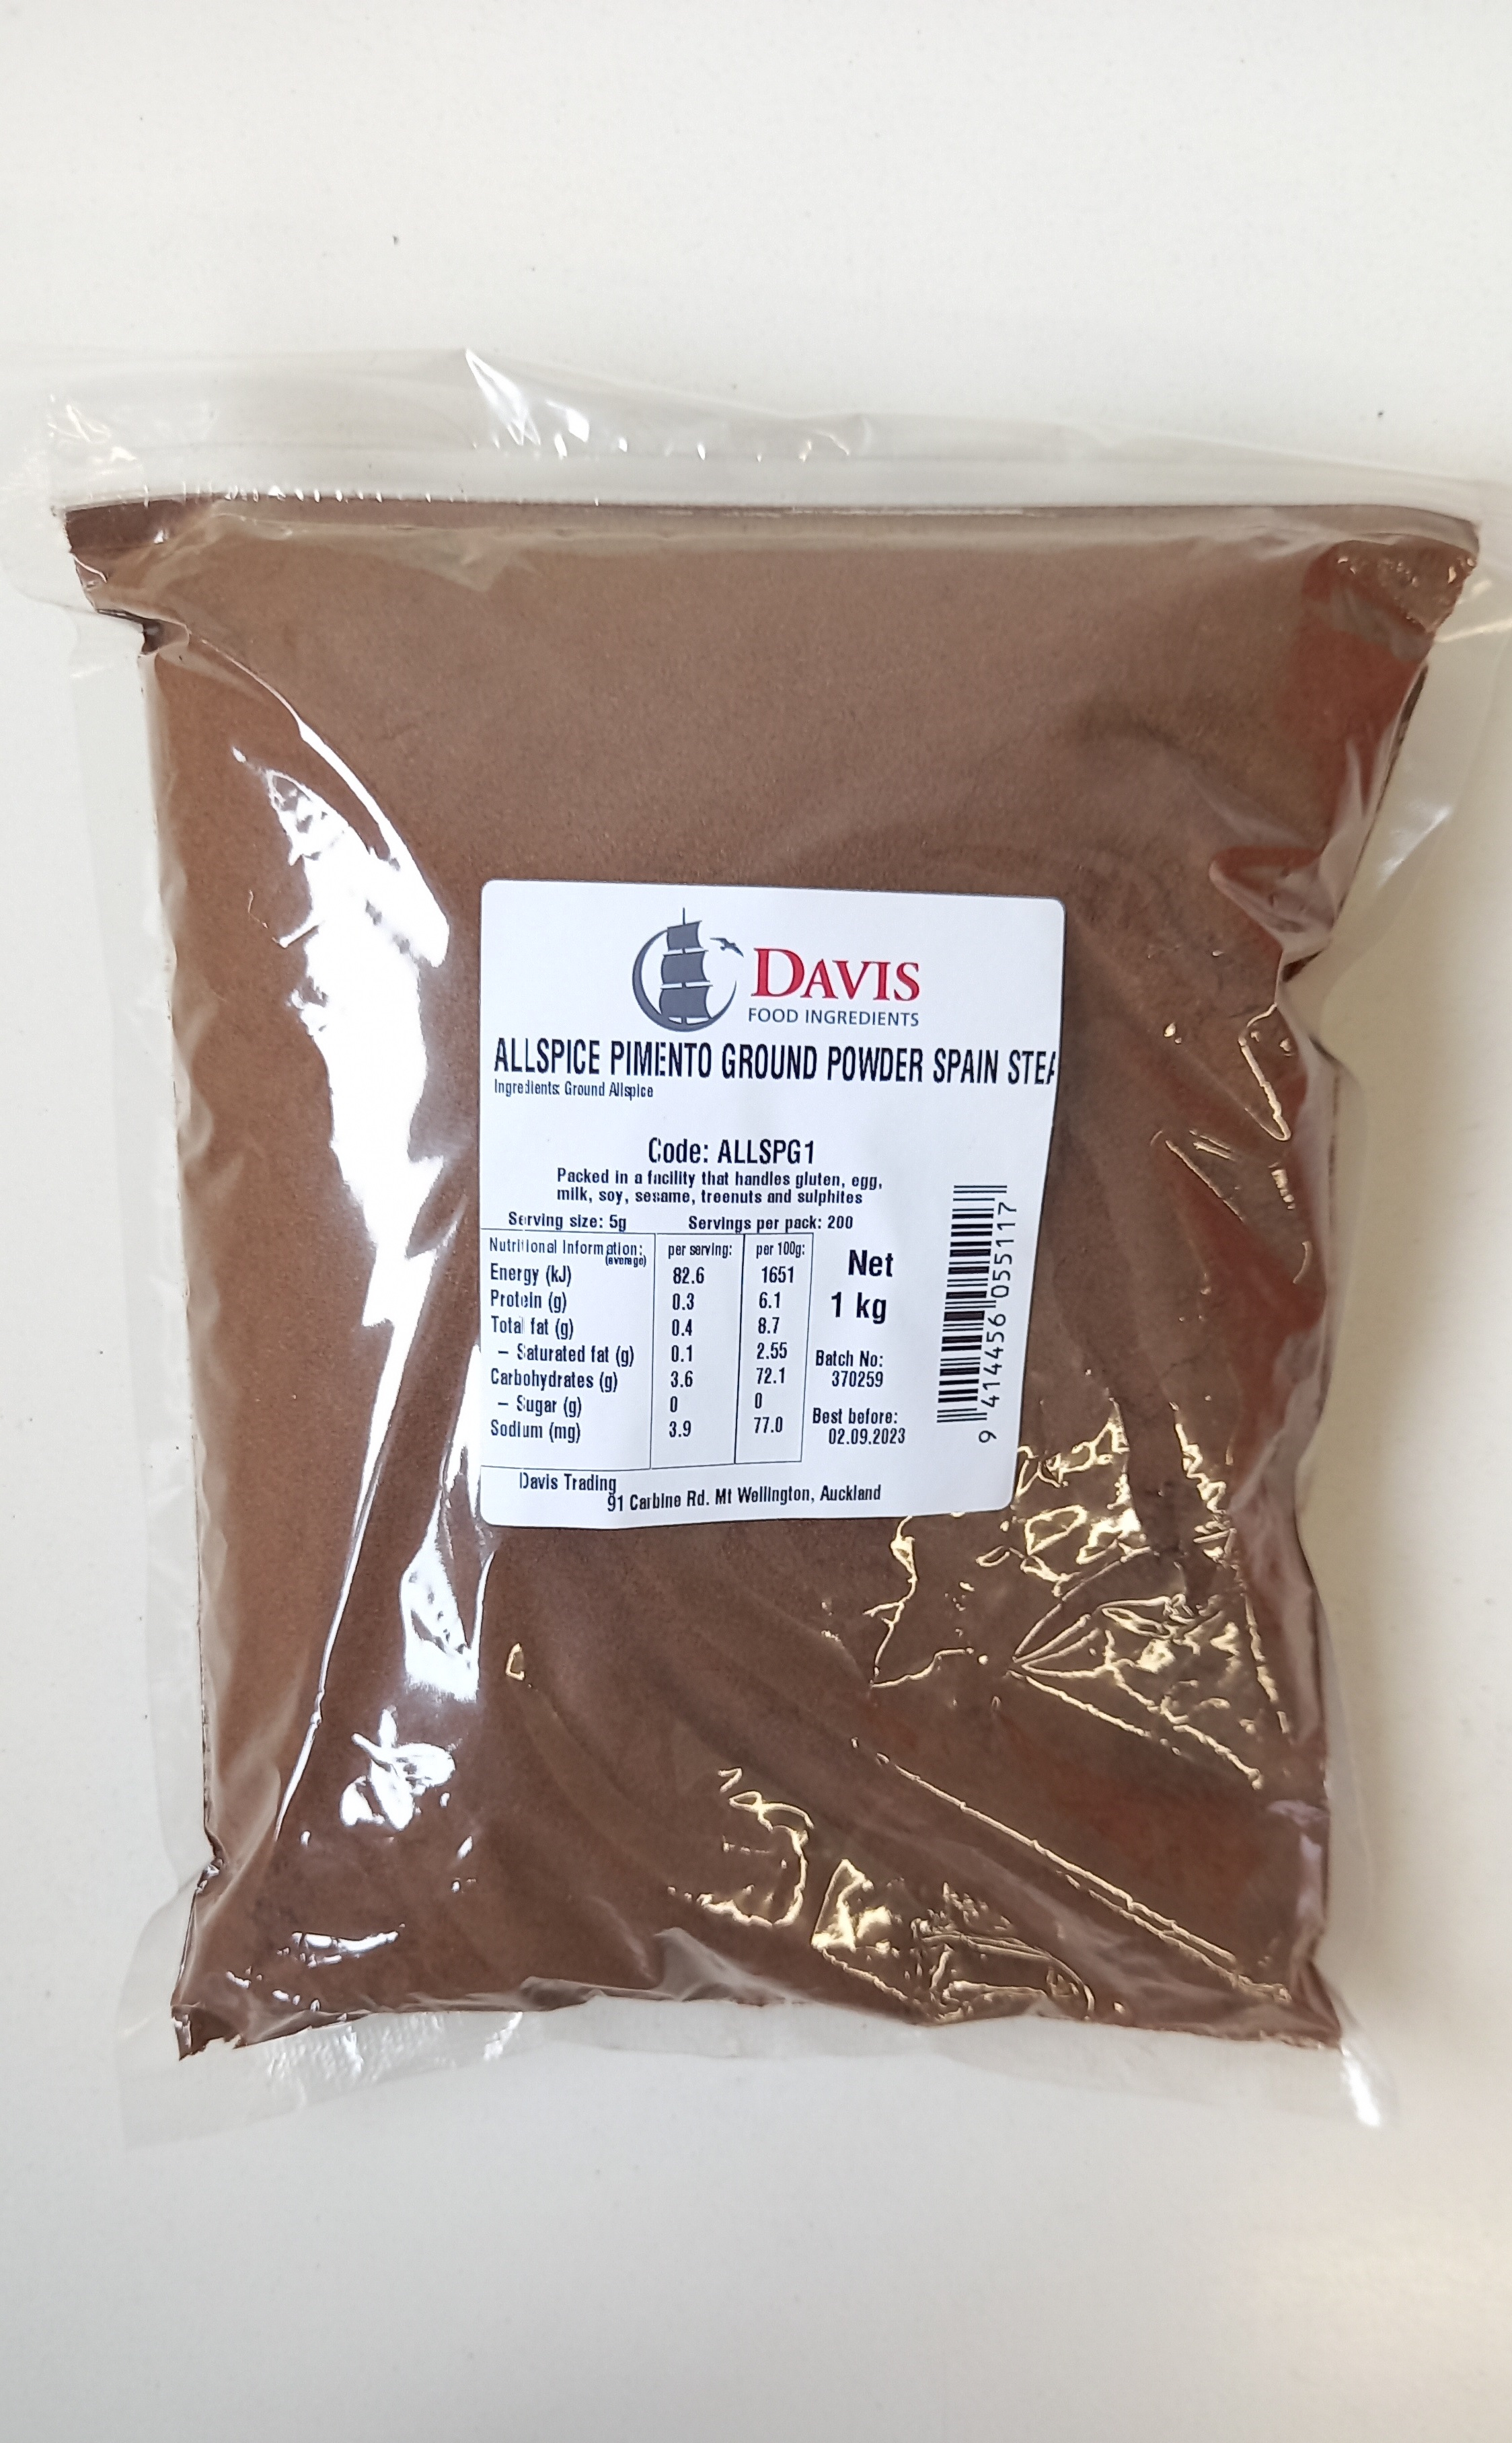 DAVIS
FOOD INGREDIENTS
ALLSPICE PIMENTO GROUND POWDER SPAIN STEA
Ingredients: Ground Allspice
Code: ALLSPG1
Packed in a facility that handles gluten, egg,
milk, soy, sesame, treenuts and sulphites
Serving size: 5g Servings per pack: 200
Nutritional Information: per serving: per 100g:
(average)
Energy (kJ) 82.6 1651
Protein (g) 0.3 6.1
Total fat (g) 0.4 8.7
– Saturated fat (g) 0.1 2.55
Carbohydrates (g) 3.6 72.1
– Sugar (g) 0 0
Sodium (mg) 3.9 77.0
Net
1 kg
Batch No:
370259
Best before:
02.09.2023
9 414456 055117
Davis Trading
91 Carbine Rd. Mt Wellington, Auckland